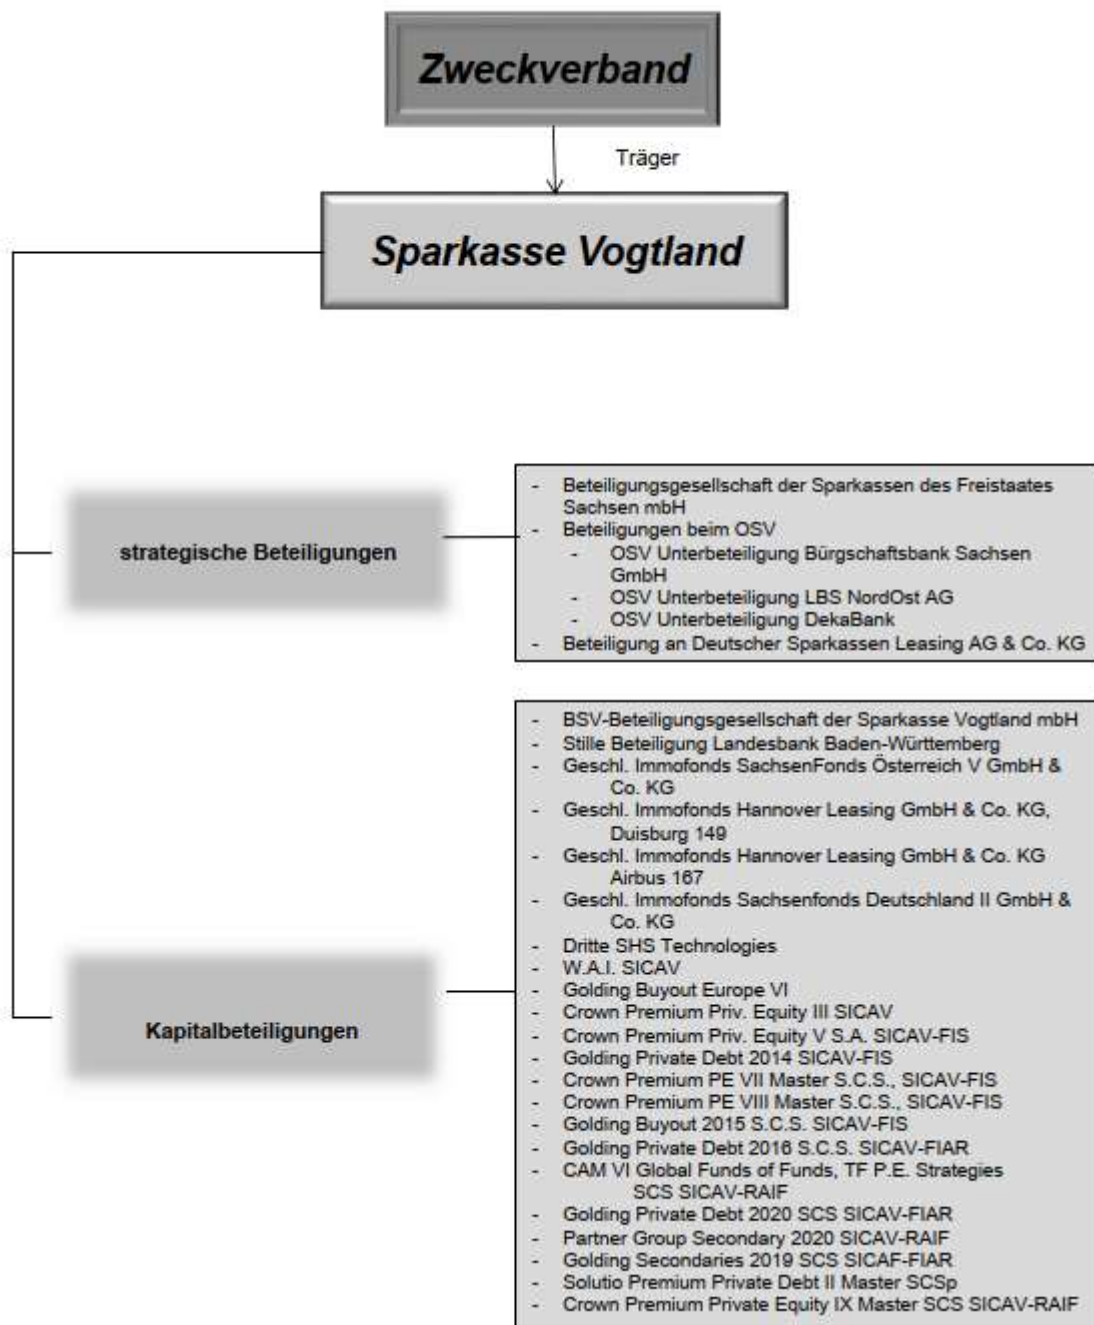 Zweckverband
Träger
Sparkasse Vogtland
strategische Beteiligungen
- Beteiligungsgesellschaft der Sparkassen des Freistaates
Sachsen mbH
- Beteiligungen beim OSV
- OSV Unterbeteiligung Bürgschaftsbank Sachsen
GmbH
- OSV Unterbeteiligung LBS NordOst AG
- OSV Unterbeteiligung DekaBank
- Beteiligung an Deutscher Sparkassen Leasing AG & Co. KG
Kapitalbeteiligungen
- BSV-Beteiligungsgesellschaft der Sparkasse Vogtland mbH
- Stille Beteiligung Landesbank Baden-Württemberg
- Geschl. Immofonds SachsenFonds Österreich V GmbH &
Co. KG
- Geschl. Immofonds Hannover Leasing GmbH & Co. KG,
Duisburg 149
- Geschl. Immofonds Hannover Leasing GmbH & Co. KG
Airbus 167
- Geschl. Immofonds Sachsenfonds Deutschland II GmbH &
Co. KG
- Dritte SHS Technologies
- W.A.I. SICAV
- Golding Buyout Europe VI
- Crown Premium Priv. Equity III SICAV
- Crown Premium Priv. Equity V S.A. SICAV-FIS
- Golding Private Debt 2014 SICAV-FIS
- Crown Premium PE VII Master S.C.S., SICAV-FIS
- Crown Premium PE VIII Master S.C.S., SICAV-FIS
- Golding Buyout 2015 S.C.S. SICAV-FIS
- Golding Private Debt 2016 S.C.S. SICAV-FIAR
- CAM VI Global Funds of Funds, TF P.E. Strategies
SCS SICAV-RAIF
- Golding Private Debt 2020 SCS SICAV-FIAR
- Partner Group Secondary 2020 SICAV-RAIF
- Golding Secondaries 2019 SCS SICAF-FIAR
- Solutio Premium Private Debt II Master SCSp
- Crown Premium Private Equity IX Master SCS SICAV-RAIF